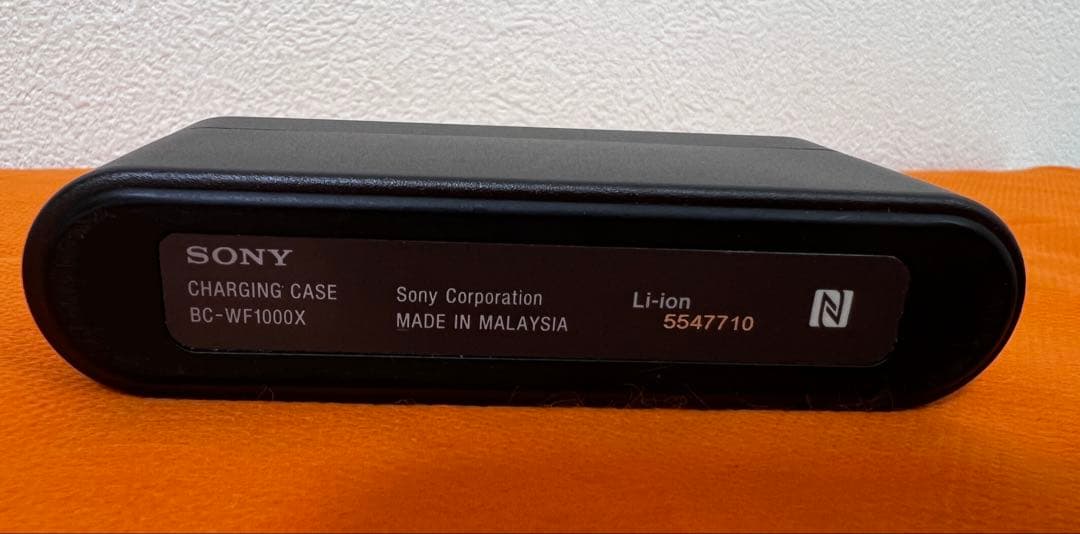 SONY
CHARGING CASE
BC-WF1000X
Sony Corporation
MADE IN MALAYSIA
Li-ion
5547710